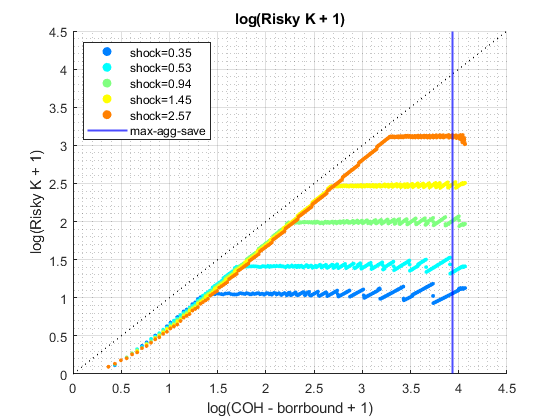 log(Risky K + 1)
4.5
4
3.5
3
2.5
2
1.5
1
0.5
0
log(Risky K + 1)
shock=0.35
shock=0.53
shock=0.94
shock=1.45
shock=2.57
max-agg-save
0 0.5 1 1.5 2 2.5 3 3.5 4 4.5
log(COH - borrbound + 1)